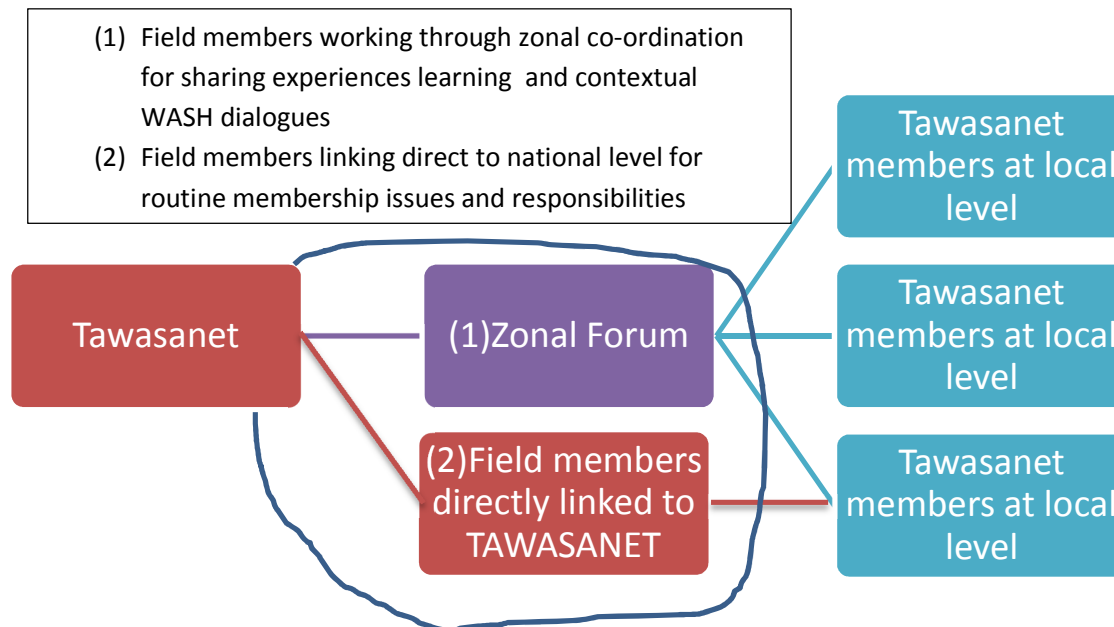 (1) Field members working through zonal co-ordination
for sharing experiences learning and contextual
WASH dialogues
(2) Field members linking direct to national level for
routine membership issues and responsibilities
Tawasanet
members at local
level
Tawasanet
(1)Zonal Forum
Tawasanet
members at local
level
(2)Field members
directly linked to
TAWASANET
Tawasanet
members at local
level